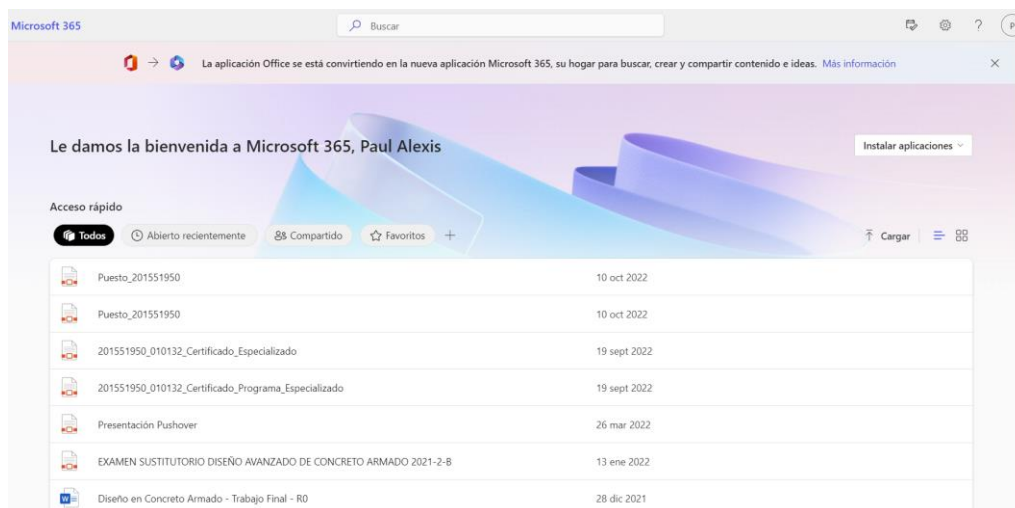 Microsoft 365
Buscar
P
La aplicación Office se está convirtiendo en la nueva aplicación Microsoft 365, su hogar para buscar, crear y compartir contenido e ideas. Más información
Le damos la bienvenida a Microsoft 365, Paul Alexis
Instalar aplicaciones
Acceso rápido
Todos Abierto recientemente Compartido Favoritos Cargar
Puesto_201551950 10 oct 2022
Puesto_201551950 10 oct 2022
201551950_010132_Certificado_Especializado 19 sept 2022
201551950_010132_Certificado_Programa_Especializado 19 sept 2022
Presentación Pushover 26 mar 2022
EXAMEN SUSTITUTORIO DISEÑO AVANZADO DE CONCRETO ARMADO 2021-2-B 13 ene 2022
Diseño en Concreto Armado - Trabajo Final - R0 28 dic 2021